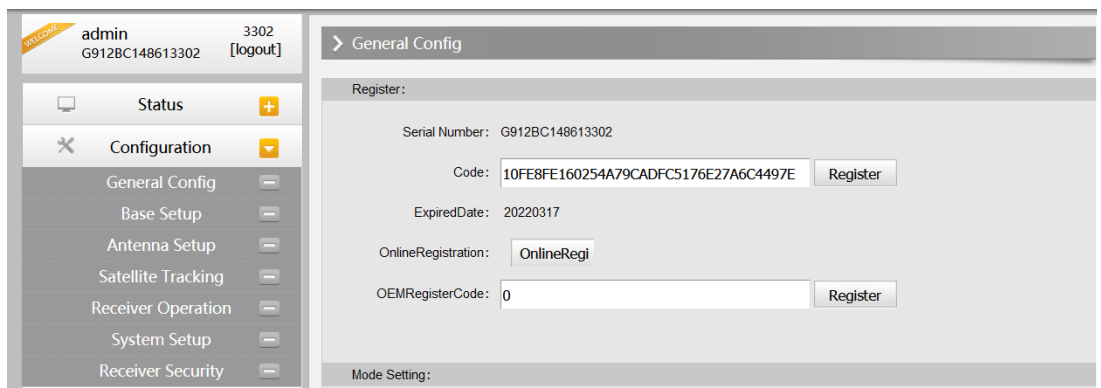 WELCOME
admin 3302
G912BC148613302 [logout]
Status
Configuration
General Config
Base Setup
Antenna Setup
Satellite Tracking
Receiver Operation
System Setup
Receiver Security
General Config
Register:
Serial Number: G912BC148613302
Code: 10FE8FE160254A79CADFC5176E27A6C4497E Register
ExpiredDate: 20220317
OnlineRegistration: OnlineRegi
OEMRegisterCode: 0 Register
Mode Setting: